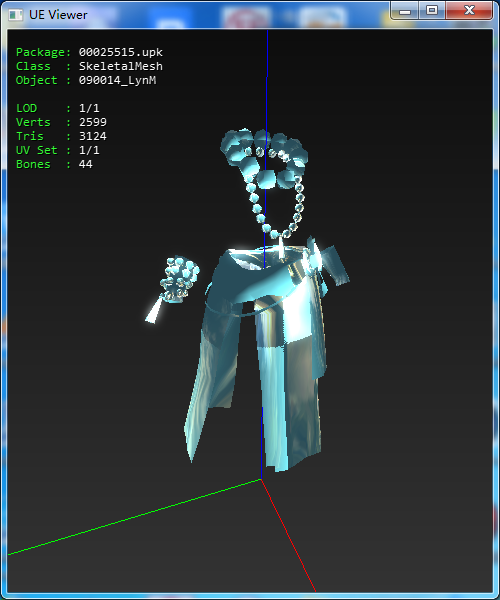 UE Viewer
Package: 00025515.upk
Class  : SkeletalMesh
Object : 090014_LynM
LOD    : 1/1
Verts  : 2599
Tris   : 3124
UV Set : 1/1
Bones  : 44